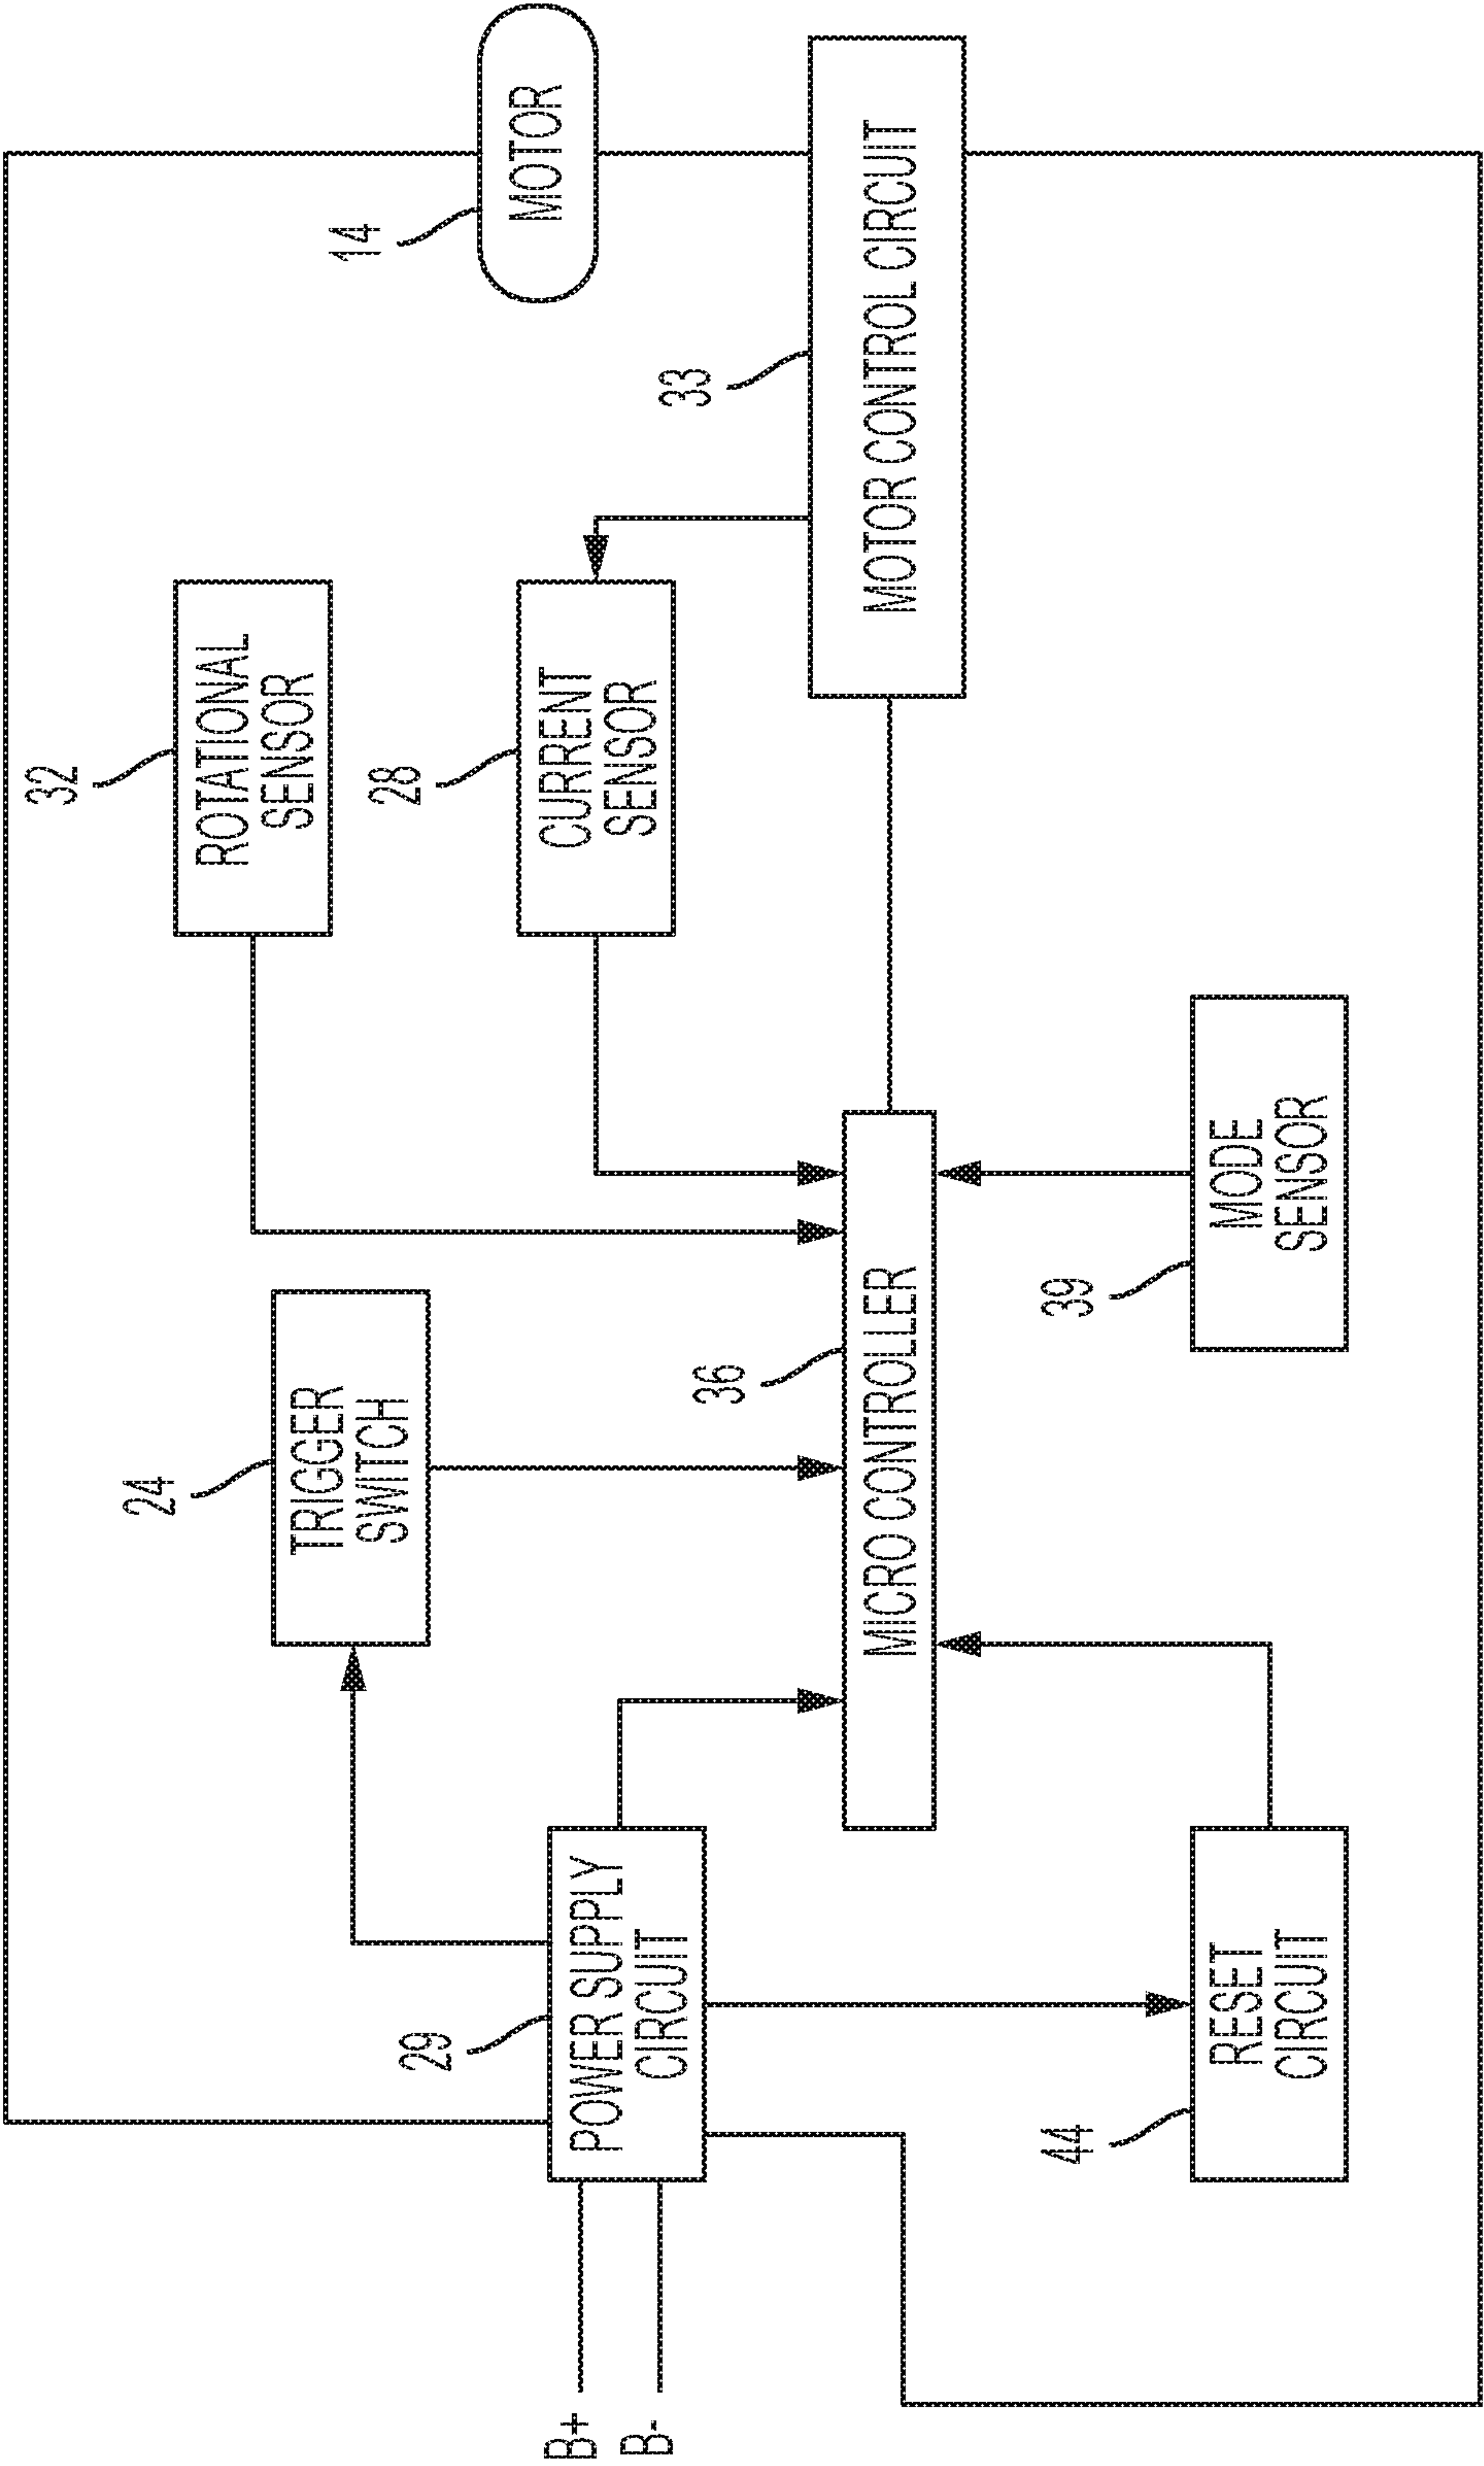 32
ROTATIONAL
SENSOR
14
MOTOR
24
TRIGGER
SWITCH
28
CURRENT
SENSOR
29
POWER SUPPLY
CIRCUIT
B+
B-
33
MOTOR CONTROL CIRCUIT
36
MICRO CONTROLLER
44
RESET
CIRCUIT
39
MODE
SENSOR